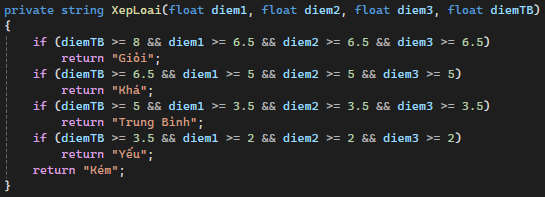 private string XepLoai(float diem1, float diem2, float diem3, float diemTB)
{
    if (diemTB >= 8 && diem1 >= 6.5 && diem2 >= 6.5 && diem3 >= 6.5)
        return "Giỏi";
    if (diemTB >= 6.5 && diem1 >= 5 && diem2 >= 5 && diem3 >= 5)
        return "Khá";
    if (diemTB >= 5 && diem1 >= 3.5 && diem2 >= 3.5 && diem3 >= 3.5)
        return "Trung Bình";
    if (diemTB >= 3.5 && diem1 >= 2 && diem2 >= 2 && diem3 >= 2)
        return "Yếu";
    return "Kém";
}